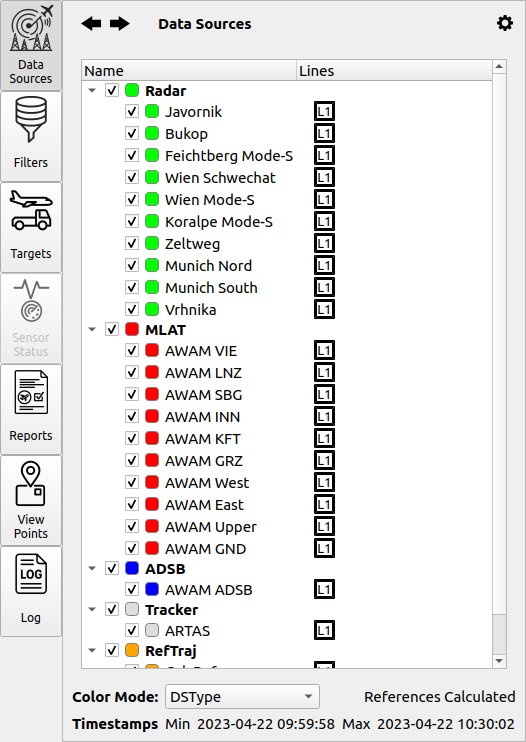 Data Sources
Data
Sources
Name Lines
Radar
Javornik L1
Bukop L1
Feichtberg Mode-S L1
Wien Schwechat L1
Wien Mode-S L1
Koralpe Mode-S L1
Zeltweg L1
Munich Nord L1
Munich South L1
Vrhnika L1
MLAT
AWAM VIE L1
AWAM LNZ L1
AWAM SBG L1
AWAM INN L1
AWAM KFT L1
AWAM GRZ L1
AWAM West L1
AWAM East L1
AWAM Upper L1
AWAM GND L1
ADSB
AWAM ADSB L1
Tracker
ARTAS L1
RefTraj
Filters
Targets
Sensor
Status
Reports
View
Points
LOG
Log
Color Mode: DSType References Calculated
Timestamps Min 2023-04-22 09:59:58 Max 2023-04-22 10:30:02